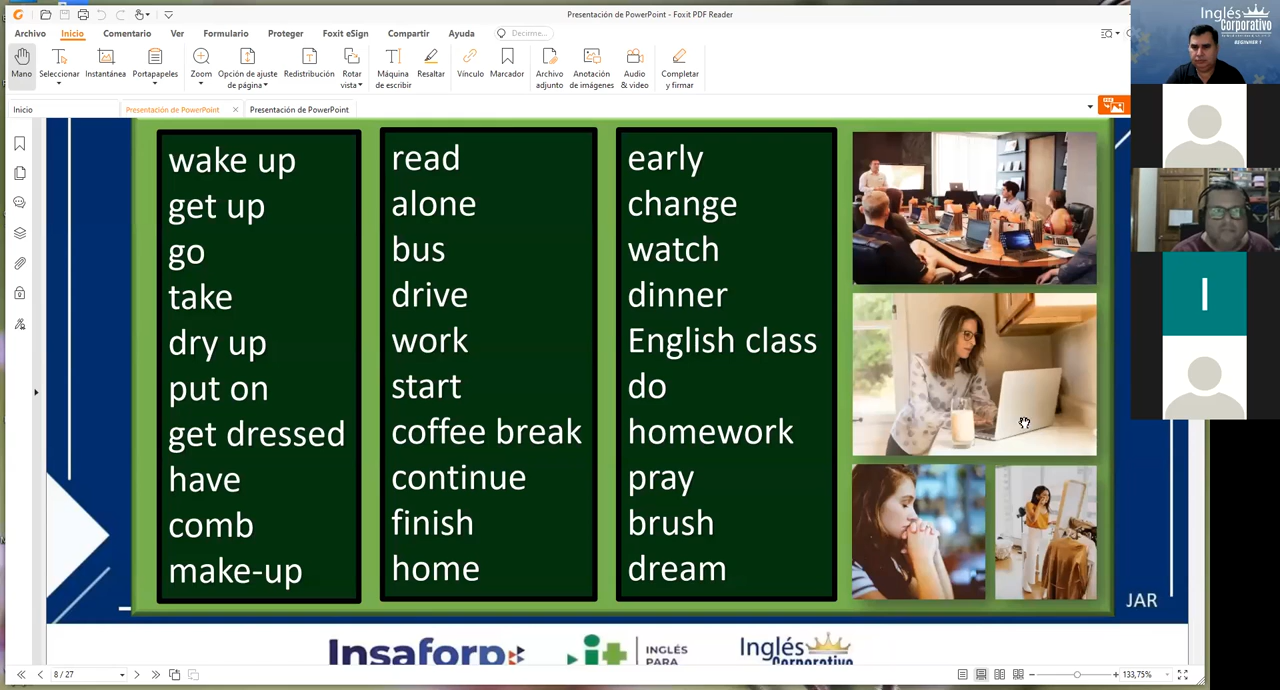 Presentación de PowerPoint - Foxit PDF Reader
Archivo Inicio Comentario Ver Formulario Proteger Foxit eSign Compartir Ayuda Decirme...
Mano
Seleccionar
Instantánea
Portapapeles
Zoom
Opción de ajuste
de página
Redistribución
Rotar
vista
Máquina
de escribir
Resaltar
Vínculo
Marcador
Archivo
adjunto
Anotación
de imágenes
Audio
& video
Completar
y firmar
Inicio
Presentación de PowerPoint
Presentación de PowerPoint
wake up
get up
go
take
dry up
put on
get dressed
have
comb
make-up
read
alone
bus
drive
work
start
coffee break
continue
finish
home
early
change
watch
dinner
English class
do
homework
pray
brush
dream
JAR
Insaforp
it
INGLÉS
PARA
Inglés
Corporativo
8 / 27
133,75%
Inglés
Corporativo
BEGINNER 1
I